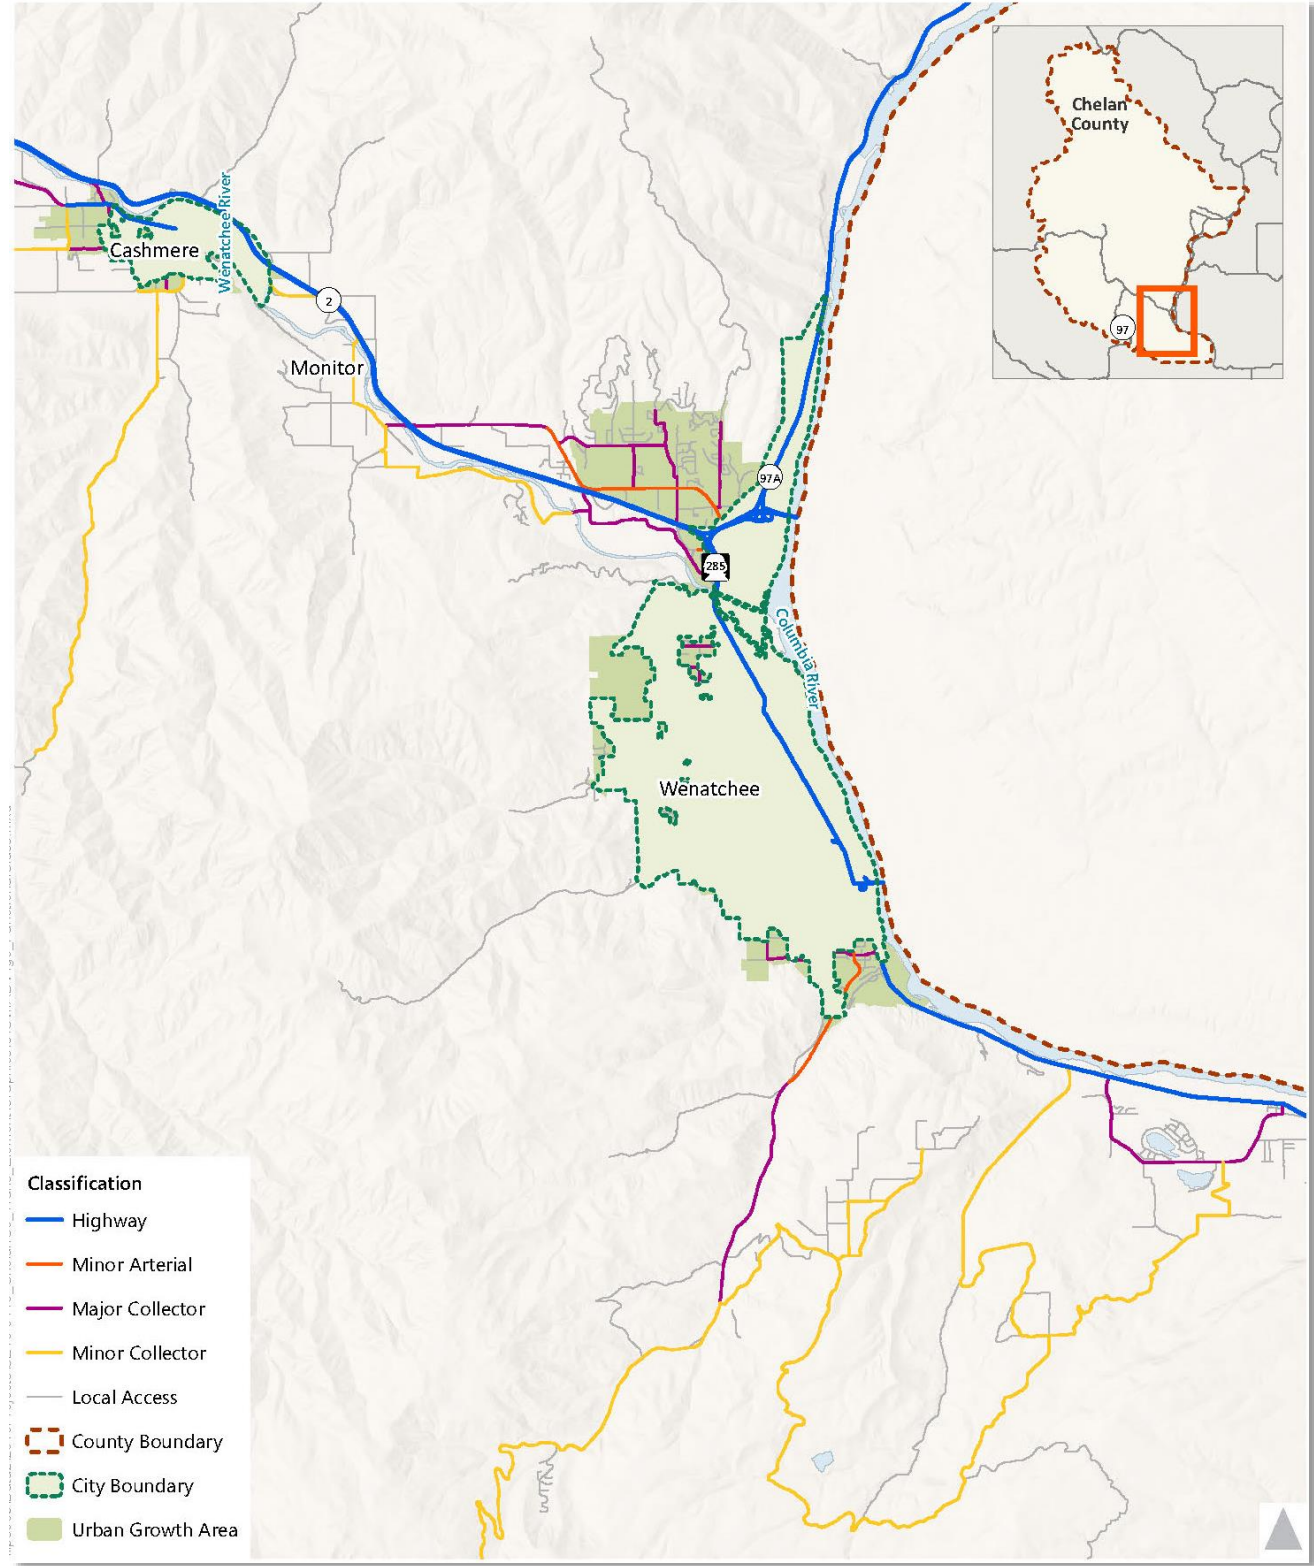 Chelan
County
97
Wenatchee River
Cashmere
2
Monitor
97A
285
Columbia River
Wenatchee
Classification
Highway
Minor Arterial
Major Collector
Minor Collector
Local Access
County Boundary
City Boundary
Urban Growth Area